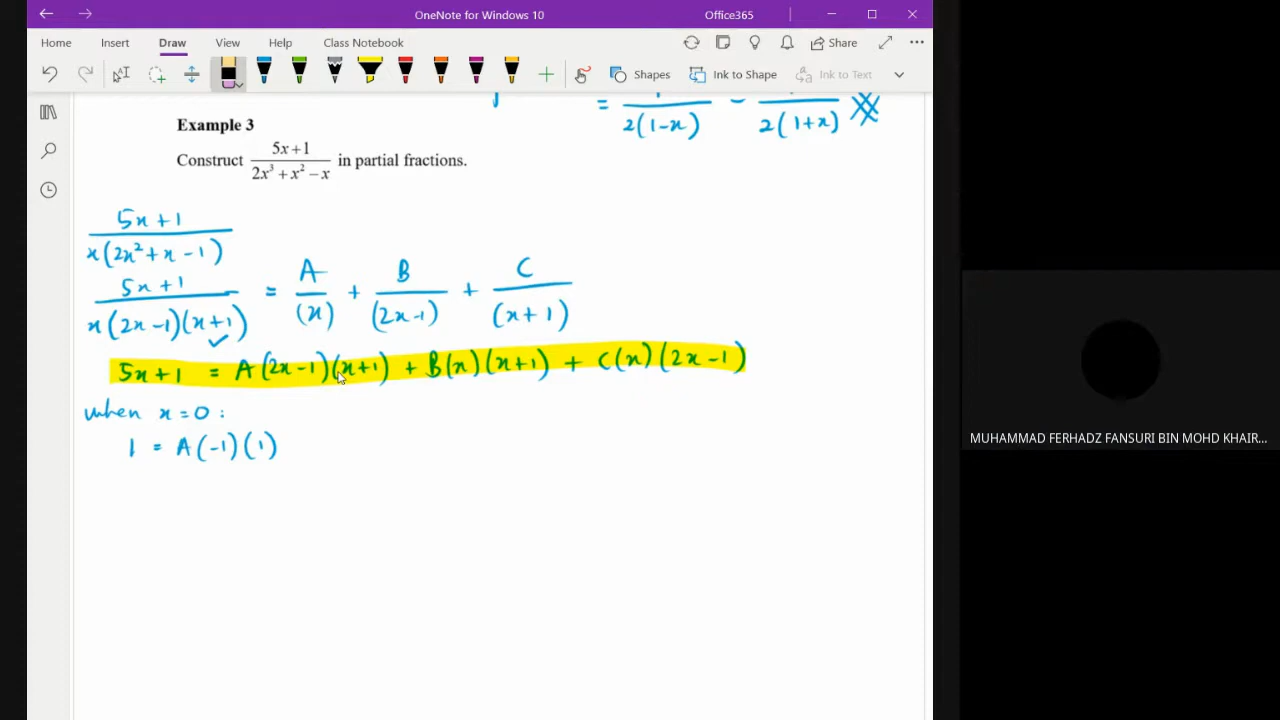 OneNote for Windows 10
Office365
Home Insert Draw View Help Class Notebook
Share
Shapes Ink to Shape Ink to Text
= 2(1-x) - 2(1+x)
Example 3
Construct (5x+1)/(2x³+x²−x) in partial fractions.
5x+1
x(2x²+x-1)
5x+1 / x(2x-1)(x+1) = A/(x) + B/(2x-1) + C/(x+1)
5x+1 = A(2x-1)(x+1) + B(x)(x+1) + C(x)(2x-1)
when x=0:
1 = A(-1)(1)
MUHAMMAD FERHADZ FANSURI BIN MOHD KHAIR...